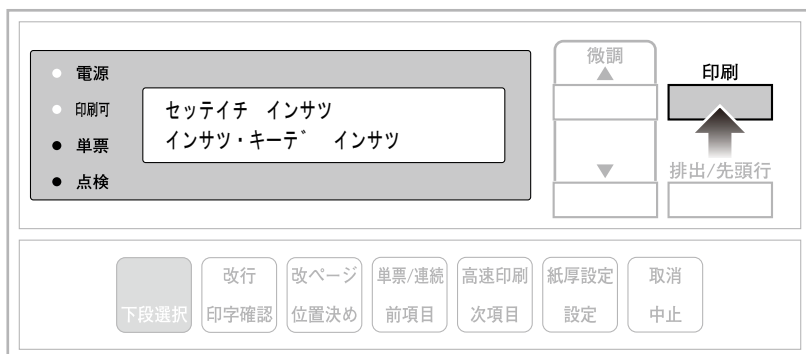 電源
印刷可
単票
点検
セッテイチ インサツ
インサツ・キーデ インサツ
微調
▲
▼
印刷
排出/先頭行
下段選択
改行
印字確認
改ページ
位置決め
単票/連続
前項目
高速印刷
次項目
紙厚設定
設定
取消
中止